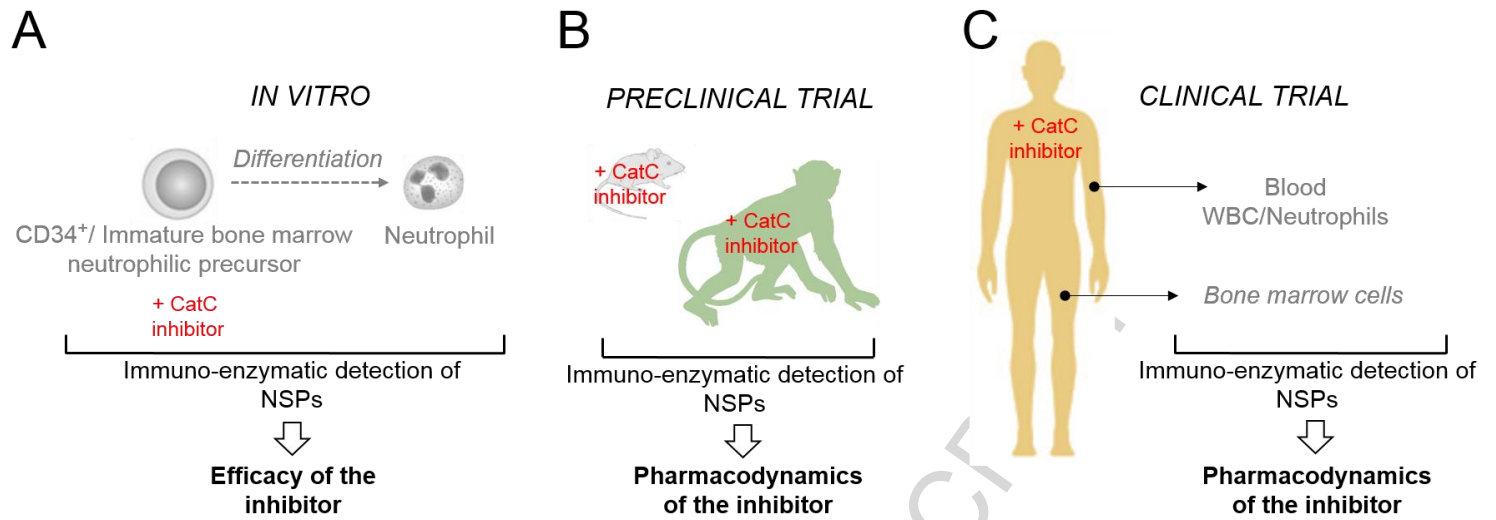 A
IN VITRO
Differentiation
CD34+/ Immature bone marrow
neutrophilic precursor
Neutrophil
+ CatC
inhibitor
Immuno-enzymatic detection of
NSPs
Efficacy of the
inhibitor
B
PRECLINICAL TRIAL
+ CatC
inhibitor
+ CatC
inhibitor
Immuno-enzymatic detection of
NSPs
Pharmacodynamics
of the inhibitor
C
CLINICAL TRIAL
+ CatC
inhibitor
Blood
WBC/Neutrophils
Bone marrow cells
Immuno-enzymatic detection of
NSPs
Pharmacodynamics
of the inhibitor